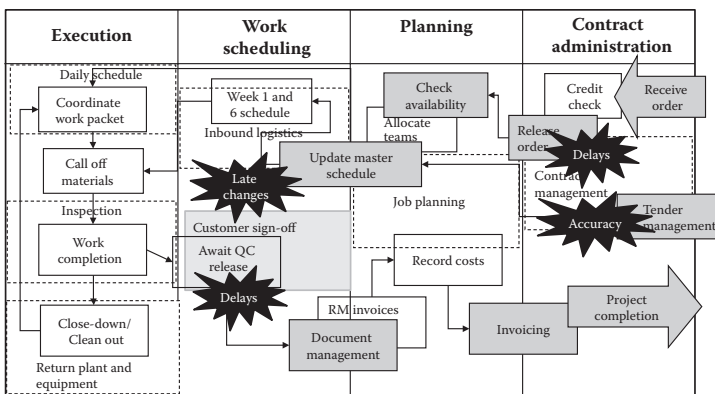 Execution
Work
scheduling
Planning
Contract
administration
Daily schedule
Coordinate
work packet
Call off
materials
Inspection
Work
completion
Close-down/
Clean out
Return plant and
equipment
Week 1 and
6 schedule
Inbound logistics
Late
changes
Customer sign-off
Await QC
release
Delays
RM invoices
Document
management
Check
availability
Allocate
teams
Update master
schedule
Job planning
Record costs
Invoicing
Credit
check
Receive
order
Release
order
Delays
Contract
management
Accuracy
Tender
management
Project
completion